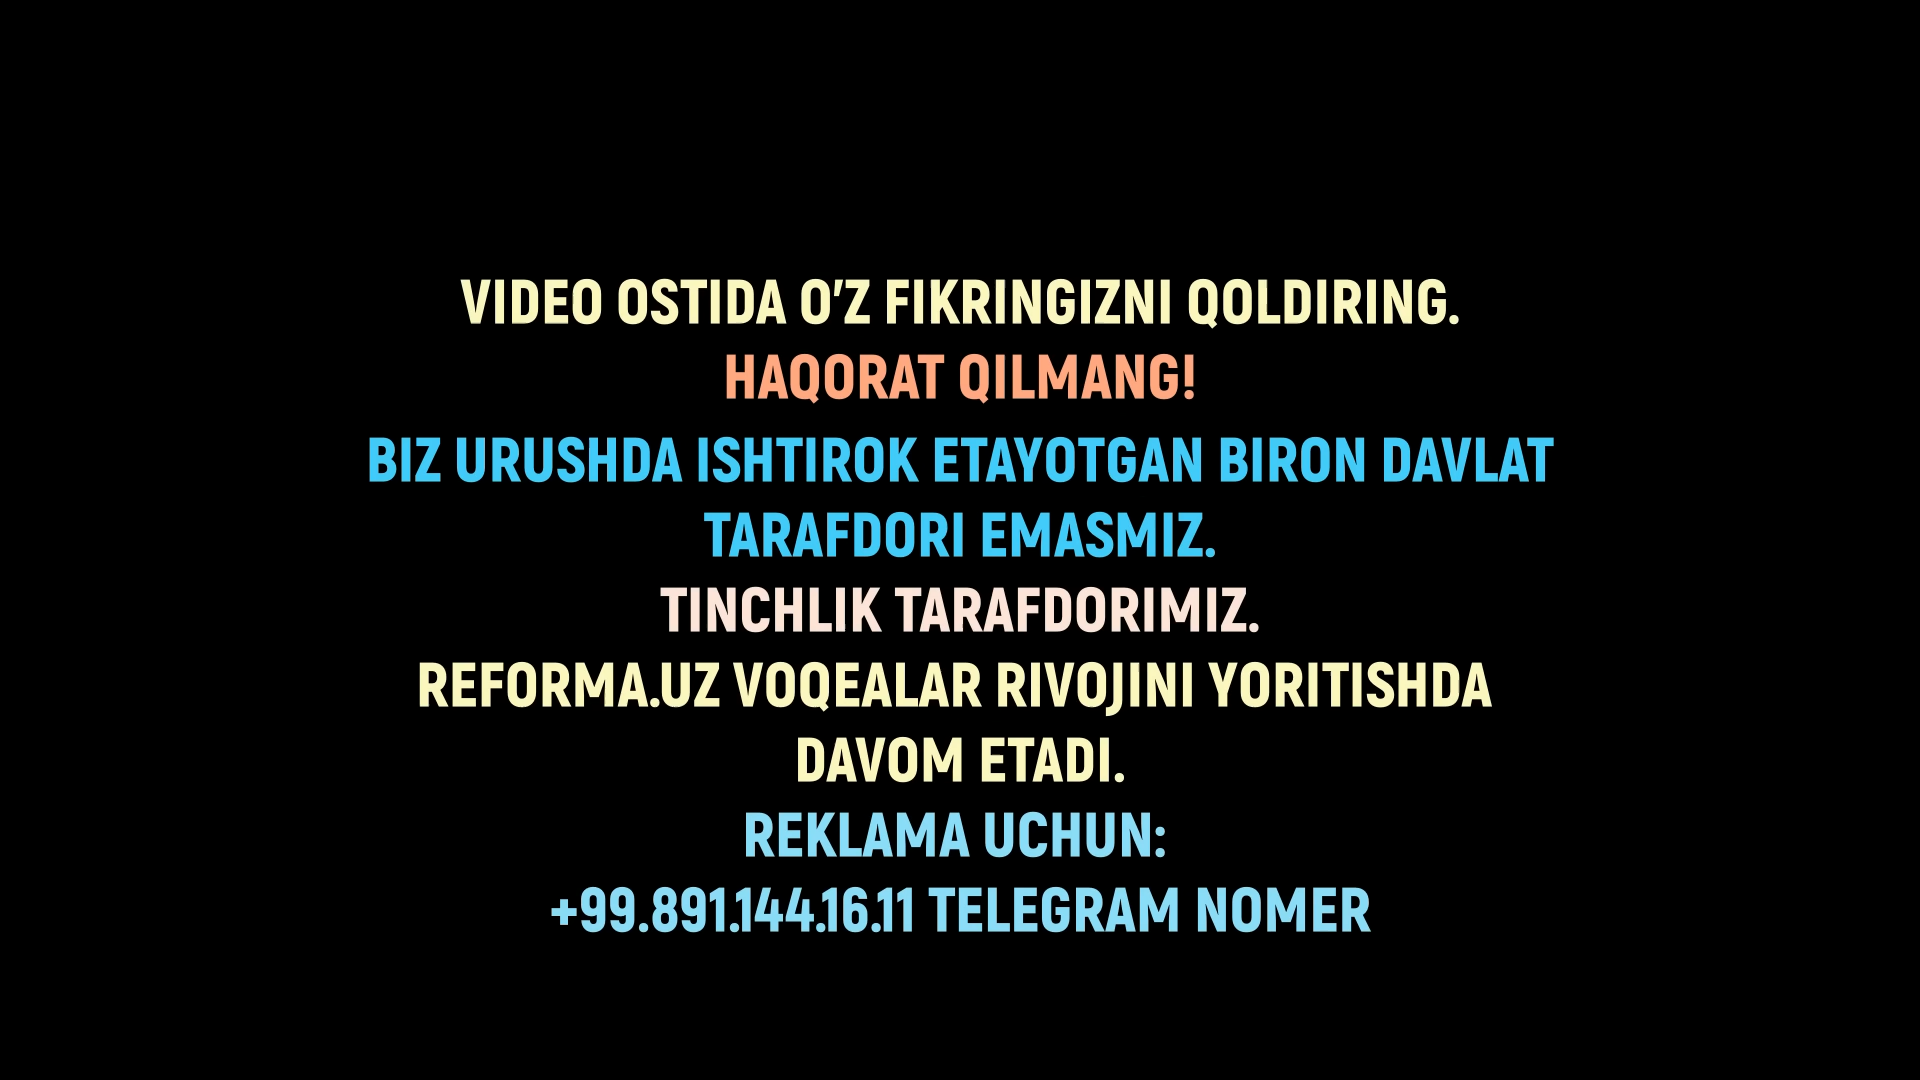 VIDEO OSTIDA O'Z FIKRINGIZNI QOLDIRING.
HAQORAT QILMANG!
BIZ URUSHDA ISHTIROK ETAYOTGAN BIRON DAVLAT
TARAFDORI EMASMIZ.
TINCHLIK TARAFDORIMIZ.
REFORMA.UZ VOQEALAR RIVOJINI YORITISHDA
DAVOM ETADI.
REKLAMA UCHUN:
+99.891.144.16.11 TELEGRAM NOMER